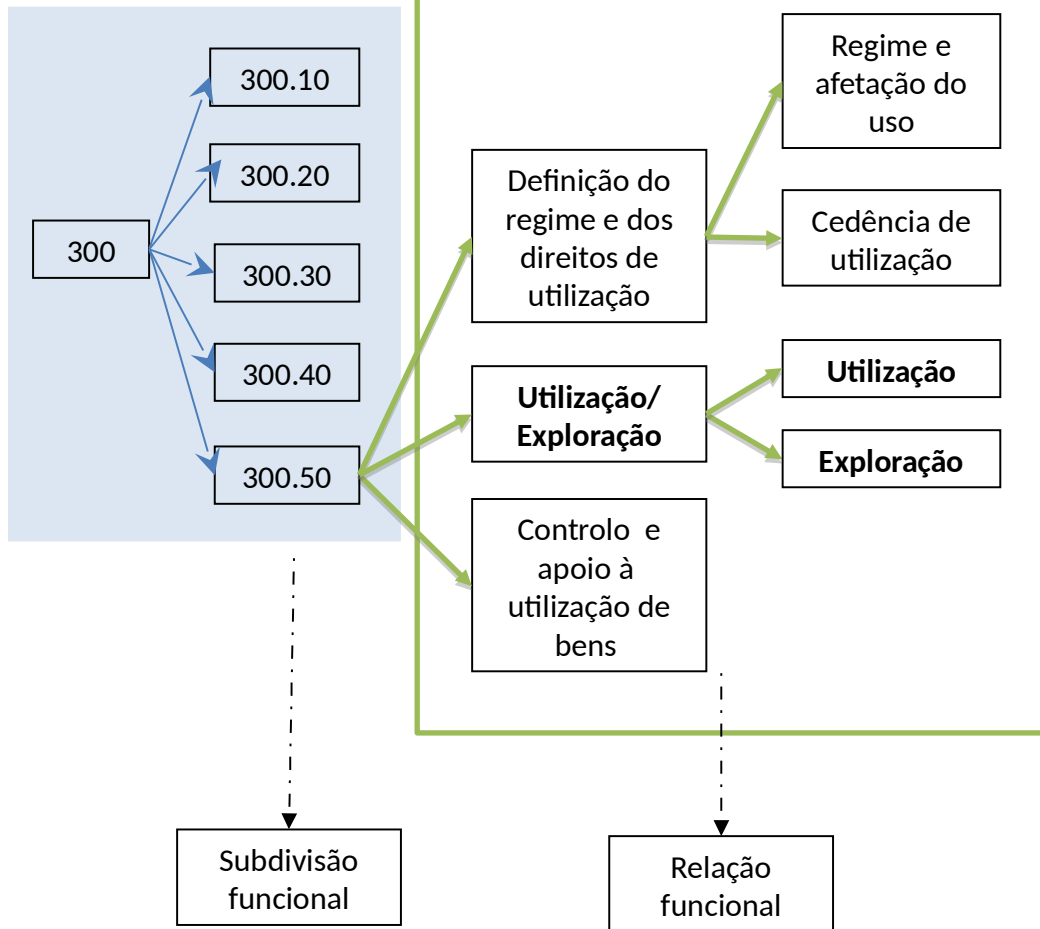 300
300.10
300.20
300.30
300.40
300.50
Definição do
regime e dos
direitos de
utilização
Regime e
afetação do
uso
Cedência de
utilização
Utilização/
Exploração
Utilização
Exploração
Controlo  e
apoio à
utilização de
bens
Subdivisão
funcional
Relação
funcional